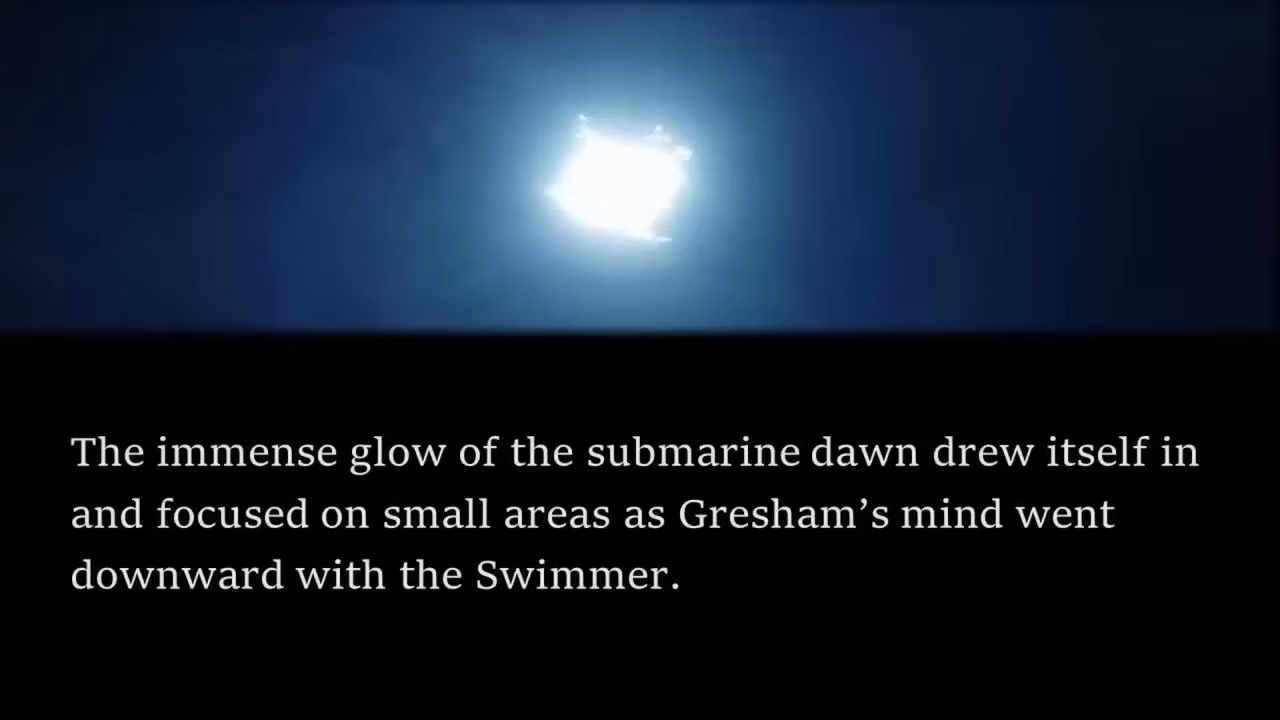 The immense glow of the submarine dawn drew itself in
and focused on small areas as Gresham’s mind went
downward with the Swimmer.